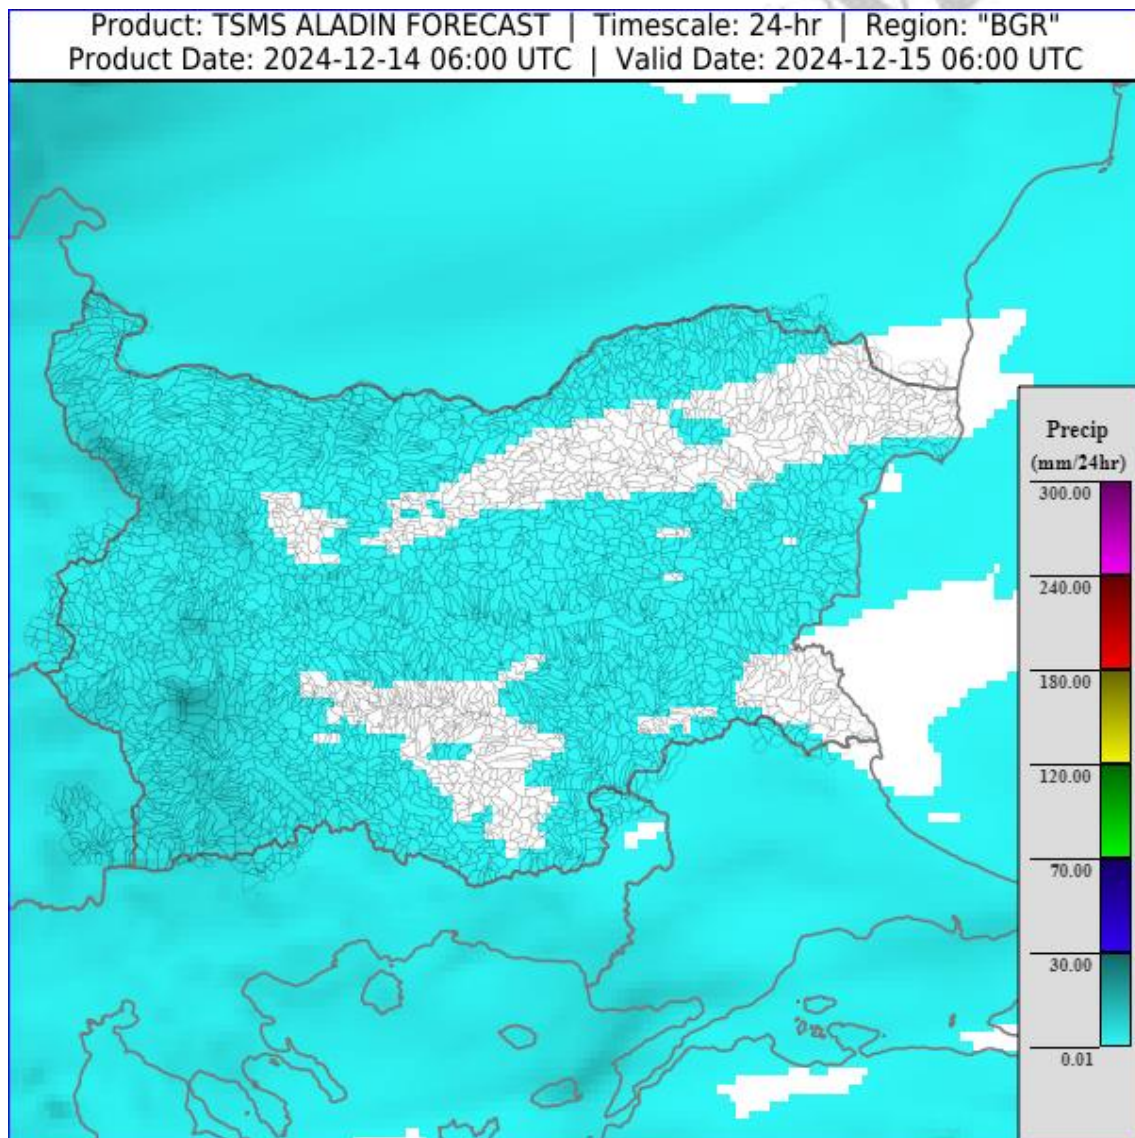 Product: TSMS ALADIN FORECAST | Timescale: 24-hr | Region: "BGR"
Product Date: 2024-12-14 06:00 UTC | Valid Date: 2024-12-15 06:00 UTC
Precip
(mm/24hr)
300.00
240.00
180.00
120.00
70.00
30.00
0.01